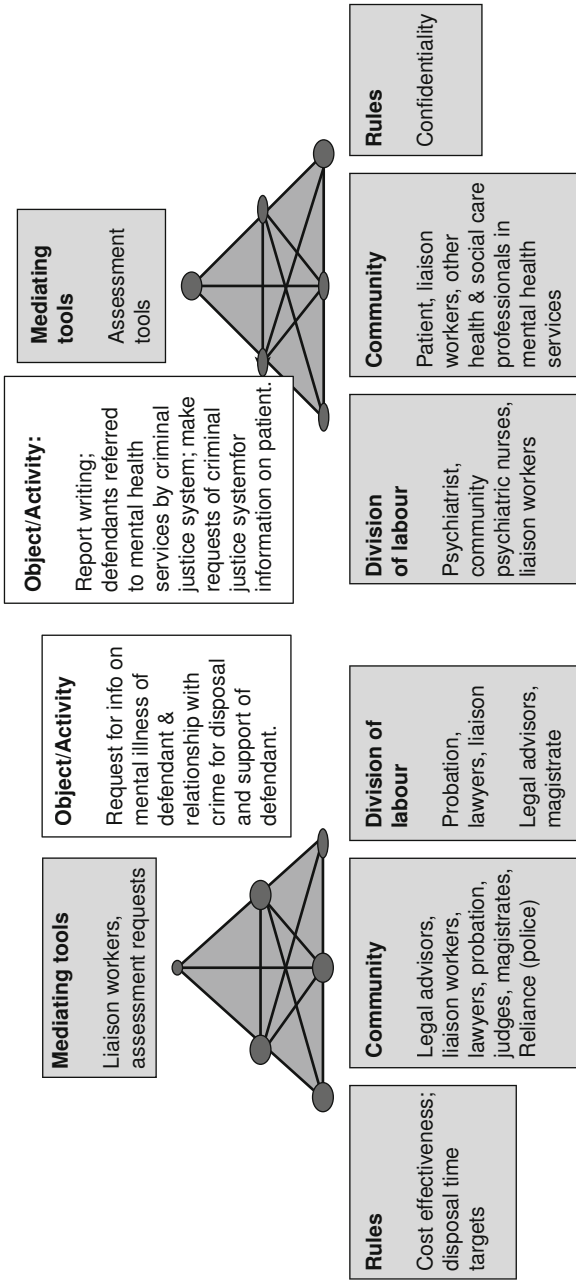 Mediating tools
Liaison workers,
assessment requests
Object/Activity
Request for info on
mental illness of
defendant &
relationship with
crime for disposal
and support of
defendant.
Rules
Cost effectiveness;
disposal time
targets
Community
Legal advisors,
liaison workers,
lawyers, probation,
judges, magistrates,
Reliance (police)
Division of
labour
Probation,
lawyers, liaison
Legal advisors,
magistrate
Object/Activity:
Report writing;
defendants referred
to mental health
services by criminal
justice system; make
requests of criminal
justice systemfor
information on patient.
Mediating
tools
Assessment
tools
Division
of labour
Psychiatrist,
community
psychiatric nurses,
liaison workers
Community
Patient, liaison
workers, other
health & social care
professionals in
mental health
services
Rules
Confidentiality